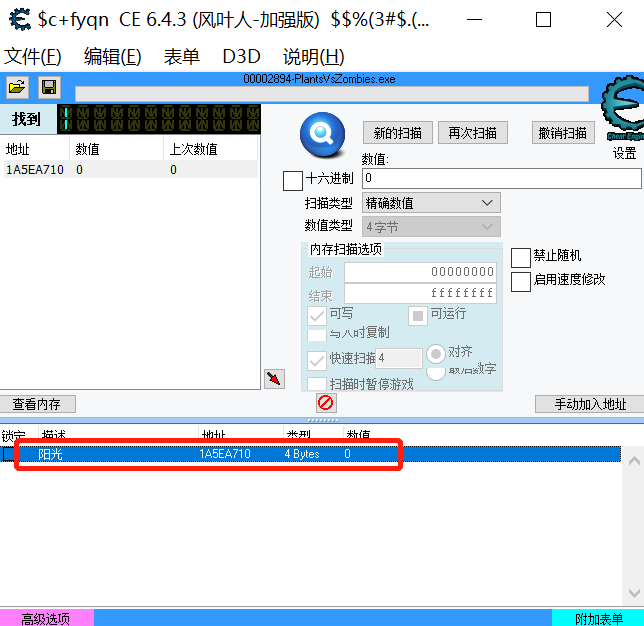 $c+fyqn CE 6.4.3 (风叶人-加强版) $$%(3#$.(...
文件(F) 编辑(E) 表单 D3D 说明(H)
00002894-PlantsVsZombies.exe
找到 1
地址 数值 上次数值
1A5EA710 0 0
新的扫描 再次扫描 撤销扫描
Cheat Engine
设置
数值:
十六进制 0
扫描类型 精确数值
数值类型 4 字节
内存扫描选项
起始 00000000
结束 ffffffff
禁止随机
启用速度修改
可写 可运行
写入时复制
快速扫描 4 对齐
最后数字
扫描时暂停游戏
查看内存 手动加入地址
锁定 描述 地址 类型 数值
阳光 1A5EA710 4 Bytes 0
高级选项 附加表单